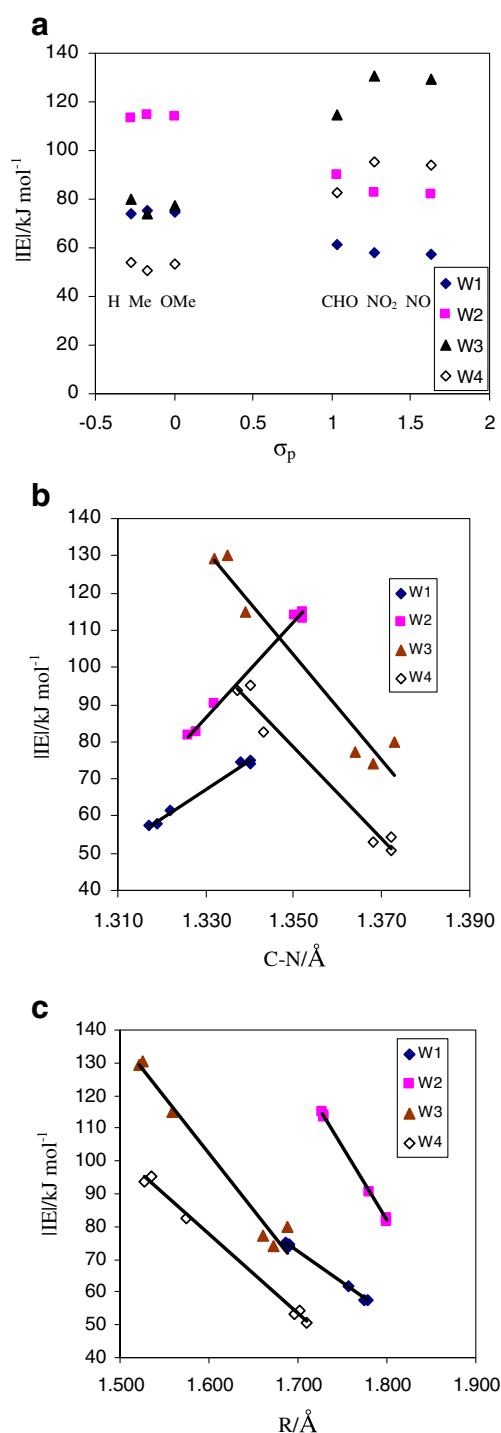 a
140
120
100
80
60
40
20
0
|IE|/kJ mol⁻¹
H Me OMe
CHO NO₂ NO
W1
W2
W3
W4
-0.5 0 0.5 1 1.5 2
σₚ
b
140
130
120
110
100
90
80
70
60
50
40
|IE|/kJ mol⁻¹
W1
W2
W3
W4
1.310 1.330 1.350 1.370 1.390
C-N/Å
c
140
130
120
110
100
90
80
70
60
50
40
|IE|/kJ mol⁻¹
W1
W2
W3
W4
1.500 1.600 1.700 1.800 1.900
R/Å